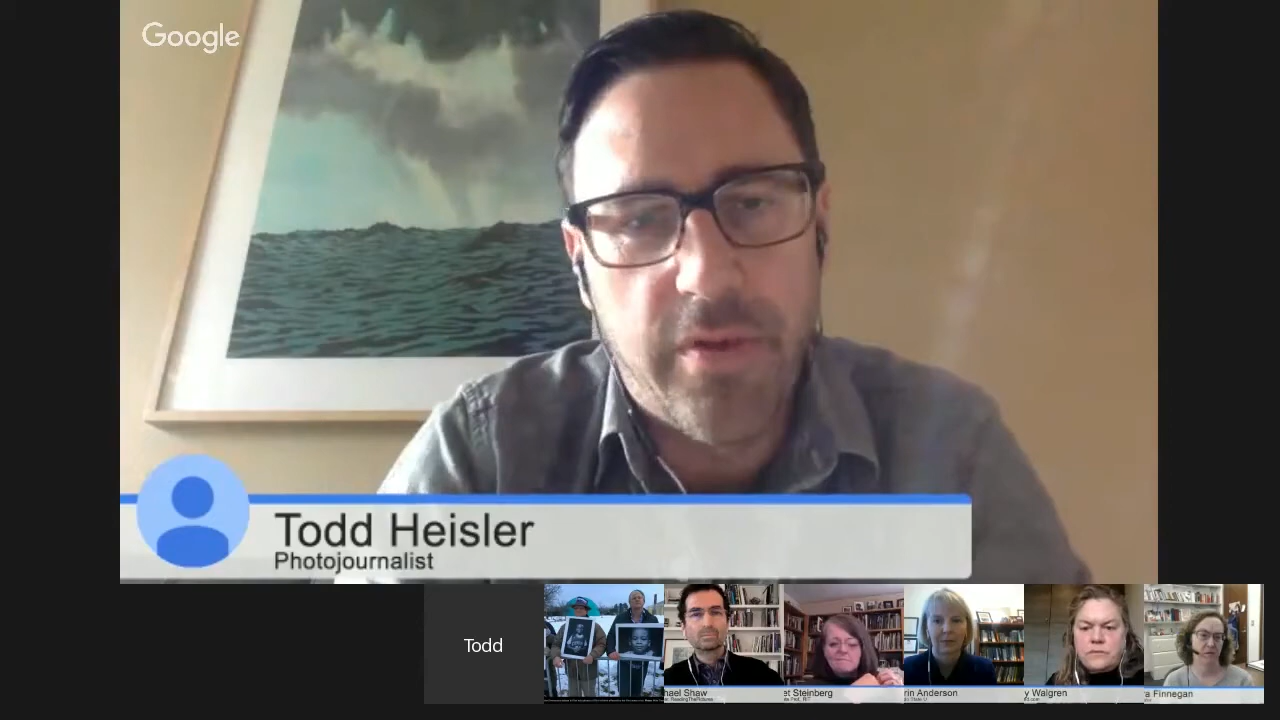 Google
Todd Heisler
Photojournalist
Todd
hael Shaw
et Steinberg
rin Anderson
y Walgren
a Finnegan